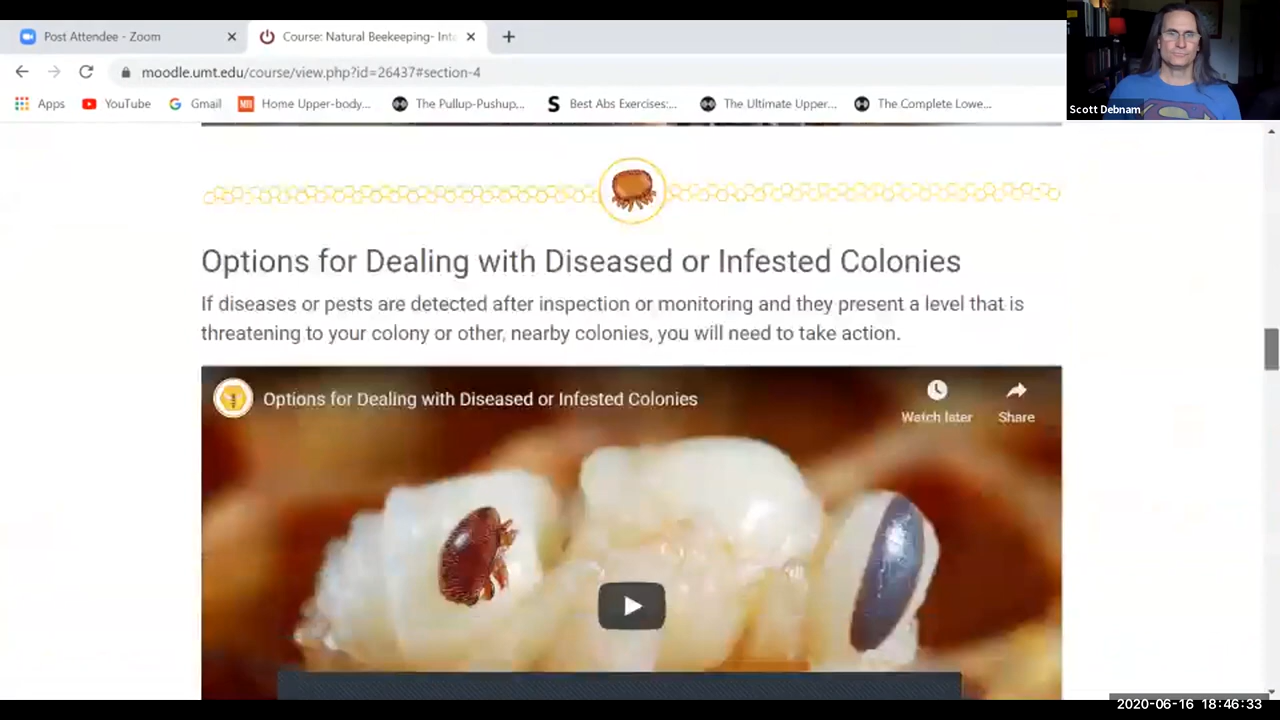 Post Attendee - Zoom
Course: Natural Beekeeping- Into
moodle.umt.edu/course/view.php?id=26437#section-4
Apps
YouTube
Gmail
Home Upper-body...
The Pullup-Pushup,...
S
Best Abs Exercises:...
The Ultimate Upper...
The Complete Lowe...
Scott Debnam
Options for Dealing with Diseased or Infested Colonies
If diseases or pests are detected after inspection or monitoring and they present a level that is
threatening to your colony or other, nearby colonies, you will need to take action.
Options for Dealing with Diseased or Infested Colonies
Watch later
Share
2020-06-16 18:46:33